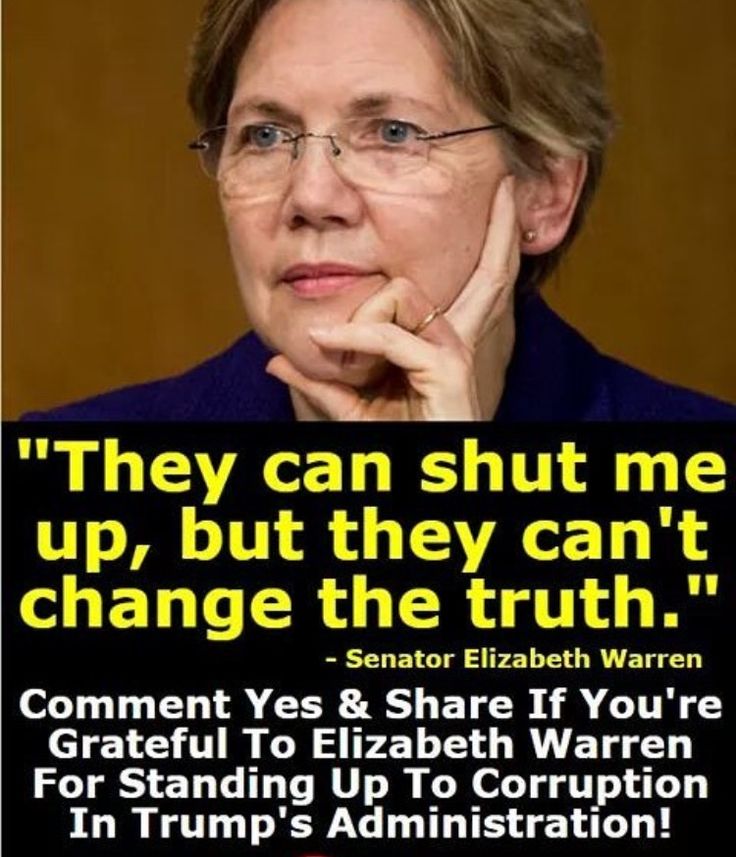 "They can shut me
up, but they can't
change the truth."
- Senator Elizabeth Warren
Comment Yes & Share If You're
Grateful To Elizabeth Warren
For Standing Up To Corruption
In Trump's Administration!